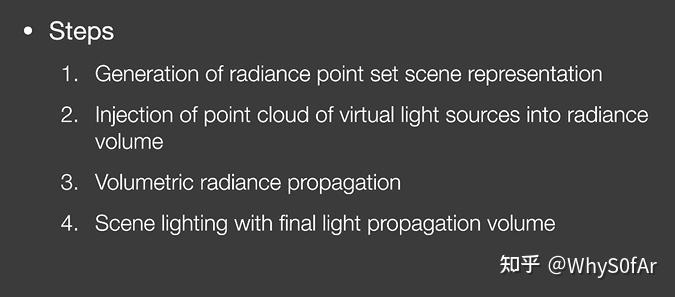 • Steps
1. Generation of radiance point set scene representation
2. Injection of point cloud of virtual light sources into radiance
volume
3. Volumetric radiance propagation
4. Scene lighting with final light propagation volume
知乎 @WhyS0fAr